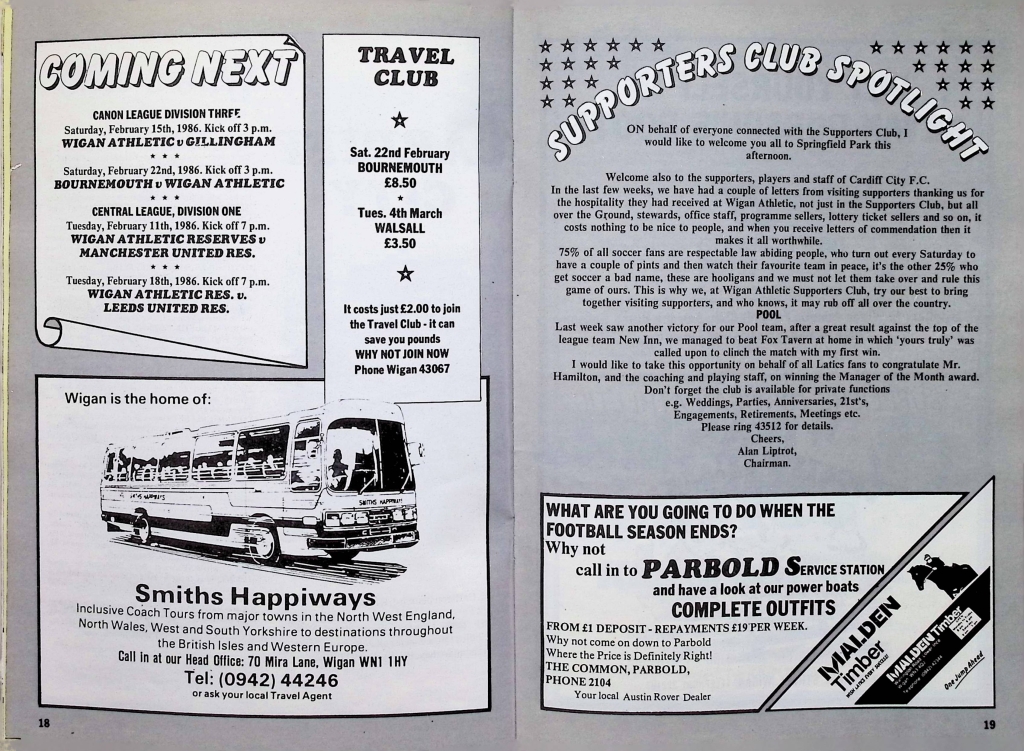 COMING NEXT
CANON LEAGUE DIVISION THREE
Saturday, February 15th, 1986. Kick off 3 p.m.
WIGAN ATHLETIC v GILLINGHAM
★ ★ ★
Saturday, February 22nd, 1986. Kick off 3 p.m.
BOURNEMOUTH v WIGAN ATHLETIC
★ ★ ★
CENTRAL LEAGUE, DIVISION ONE
Tuesday, February 11th, 1986. Kick off 7 p.m.
WIGAN ATHLETIC RESERVES v
MANCHESTER UNITED RES.
★ ★ ★
Tuesday, February 18th, 1986. Kick off 7 p.m.
WIGAN ATHLETIC RES. v.
LEEDS UNITED RES.
TRAVEL
CLUB
Sat. 22nd February
BOURNEMOUTH
£8.50
Tues. 4th March
WALSALL
£3.50
It costs just £2.00 to join
the Travel Club - it can
save you pounds
WHY NOT JOIN NOW
Phone Wigan 43067
Wigan is the home of:
SMITHS HAPPIWAYS
SMITHS HAPPIWAYS
Smiths Happiways
Inclusive Coach Tours from major towns in the North West England,
North Wales, West and South Yorkshire to destinations throughout
the British Isles and Western Europe.
Call in at our Head Office: 70 Mira Lane, Wigan WN1 1HY
Tel: (0942) 44246
or ask your local Travel Agent
18
SUPPORTERS CLUB SPOTLIGHT
ON behalf of everyone connected with the Supporters Club, I
would like to welcome you all to Springfield Park this
afternoon.
Welcome also to the supporters, players and staff of Cardiff City F.C.
In the last few weeks, we have had a couple of letters from visiting supporters thanking us for
the hospitality they had received at Wigan Athletic, not just in the Supporters Club, but all
over the Ground, stewards, office staff, programme sellers, lottery ticket sellers and so on, it
costs nothing to be nice to people, and when you receive letters of commendation then it
makes it all worthwhile.
75% of all soccer fans are respectable law abiding people, who turn out every Saturday to
have a couple of pints and then watch their favourite team in peace, it's the other 25% who
get soccer a bad name, these are hooligans and we must not let them take over and rule this
game of ours. This is why we, at Wigan Athletic Supporters Club, try our best to bring
together visiting supporters, and who knows, it may rub off all over the country.
POOL
Last week saw another victory for our Pool team, after a great result against the top of the
league team New Inn, we managed to beat Fox Tavern at home in which 'yours truly' was
called upon to clinch the match with my first win.
I would like to take this opportunity on behalf of all Latics fans to congratulate Mr.
Hamilton, and the coaching and playing staff, on winning the Manager of the Month award.
Don't forget the club is available for private functions
e.g. Weddings, Parties, Anniversaries, 21st's,
Engagements, Retirements, Meetings etc.
Please ring 43512 for details.
Cheers,
Alan Liptrot,
Chairman.
WHAT ARE YOU GOING TO DO WHEN THE
FOOTBALL SEASON ENDS?
Why not
call in to PARBOLD SERVICE STATION
and have a look at our power boats
COMPLETE OUTFITS
FROM £1 DEPOSIT - REPAYMENTS £19 PER WEEK.
Why not come on down to Parbold
Where the Price is Definitely Right!
THE COMMON, PARBOLD,
PHONE 2104
Your local Austin Rover Dealer
MALDEN
Timber
WISH LATICS EVERY SUCCESS
MALDEN Timber
One Jump Ahead
19